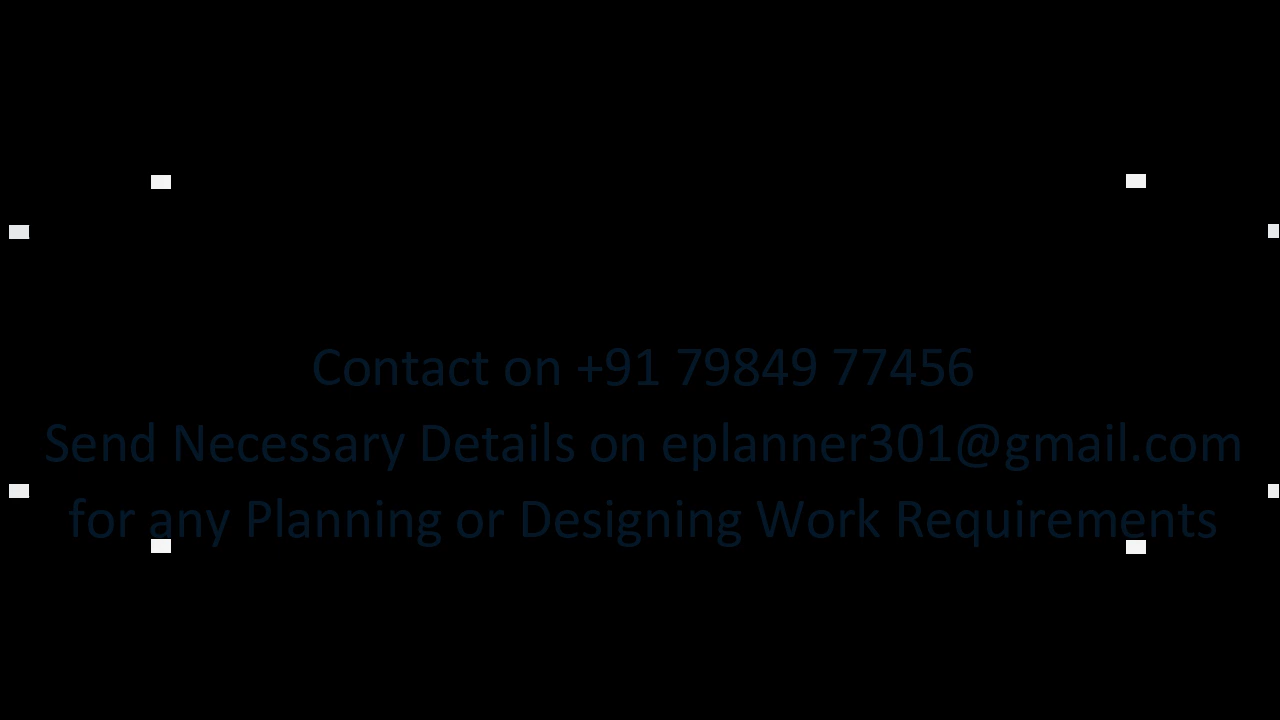 Contact on +91 79849 77456
Send Necessary Details on eplanner301@gmail.com
for any Planning or Designing Work Requirements